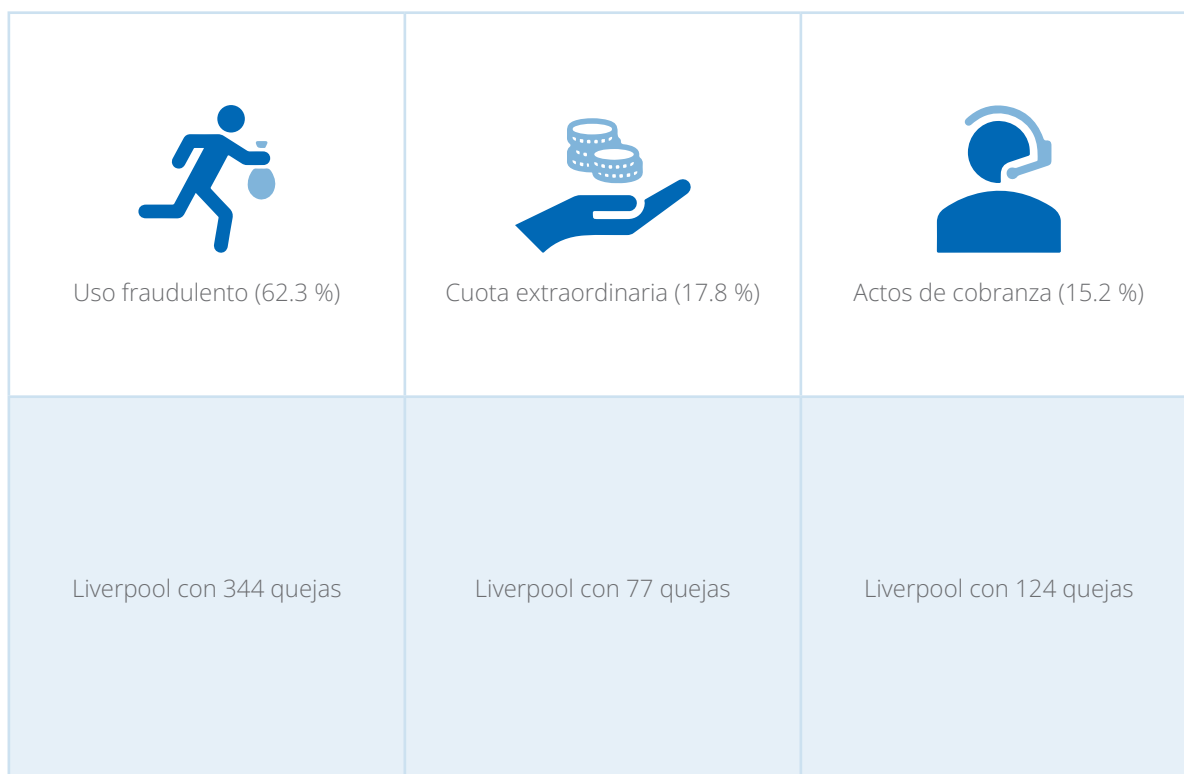 Uso fraudulento (62.3 %)
Cuota extraordinaria (17.8 %)
Actos de cobranza (15.2 %)
Liverpool con 344 quejas
Liverpool con 77 quejas
Liverpool con 124 quejas